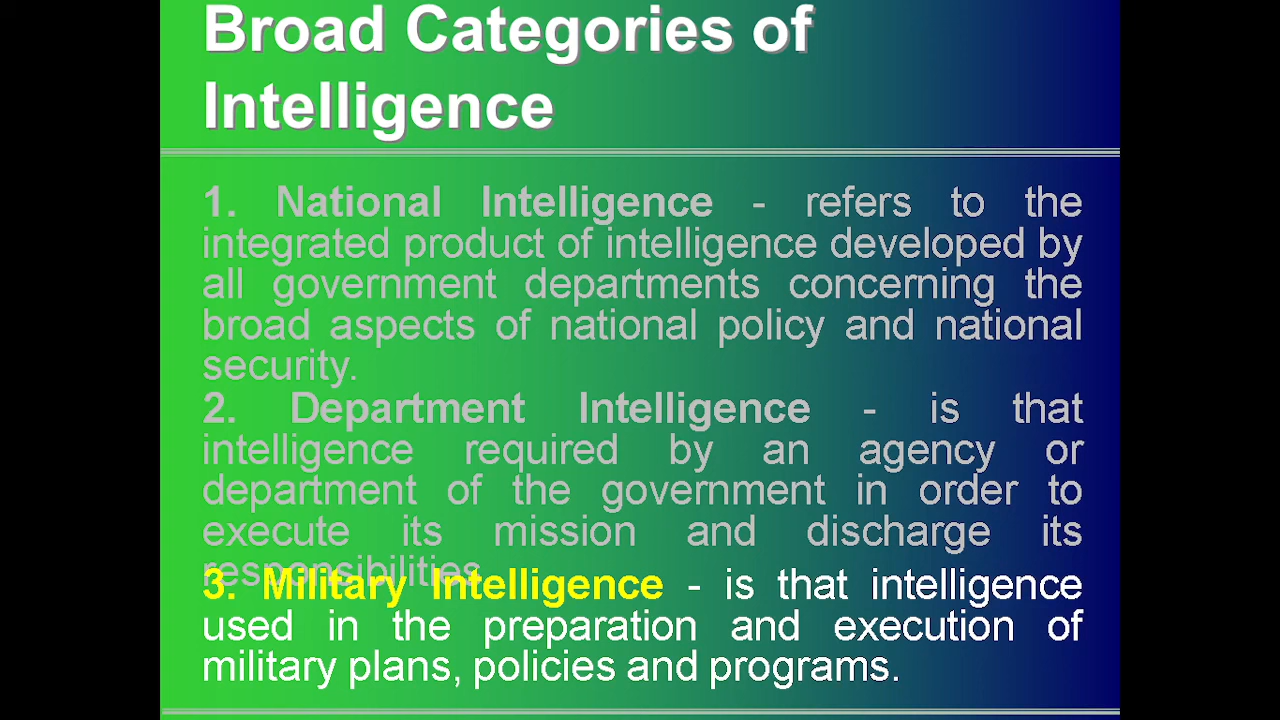 Broad Categories of
Intelligence
1. National Intelligence - refers to the
integrated product of intelligence developed by
all government departments concerning the
broad aspects of national policy and national
security.
2. Department Intelligence - is that
intelligence required by an agency or
department of the government in order to
execute its mission and discharge its
responsibilities
3. Military Intelligence - is that intelligence
used in the preparation and execution of
military plans, policies and programs.